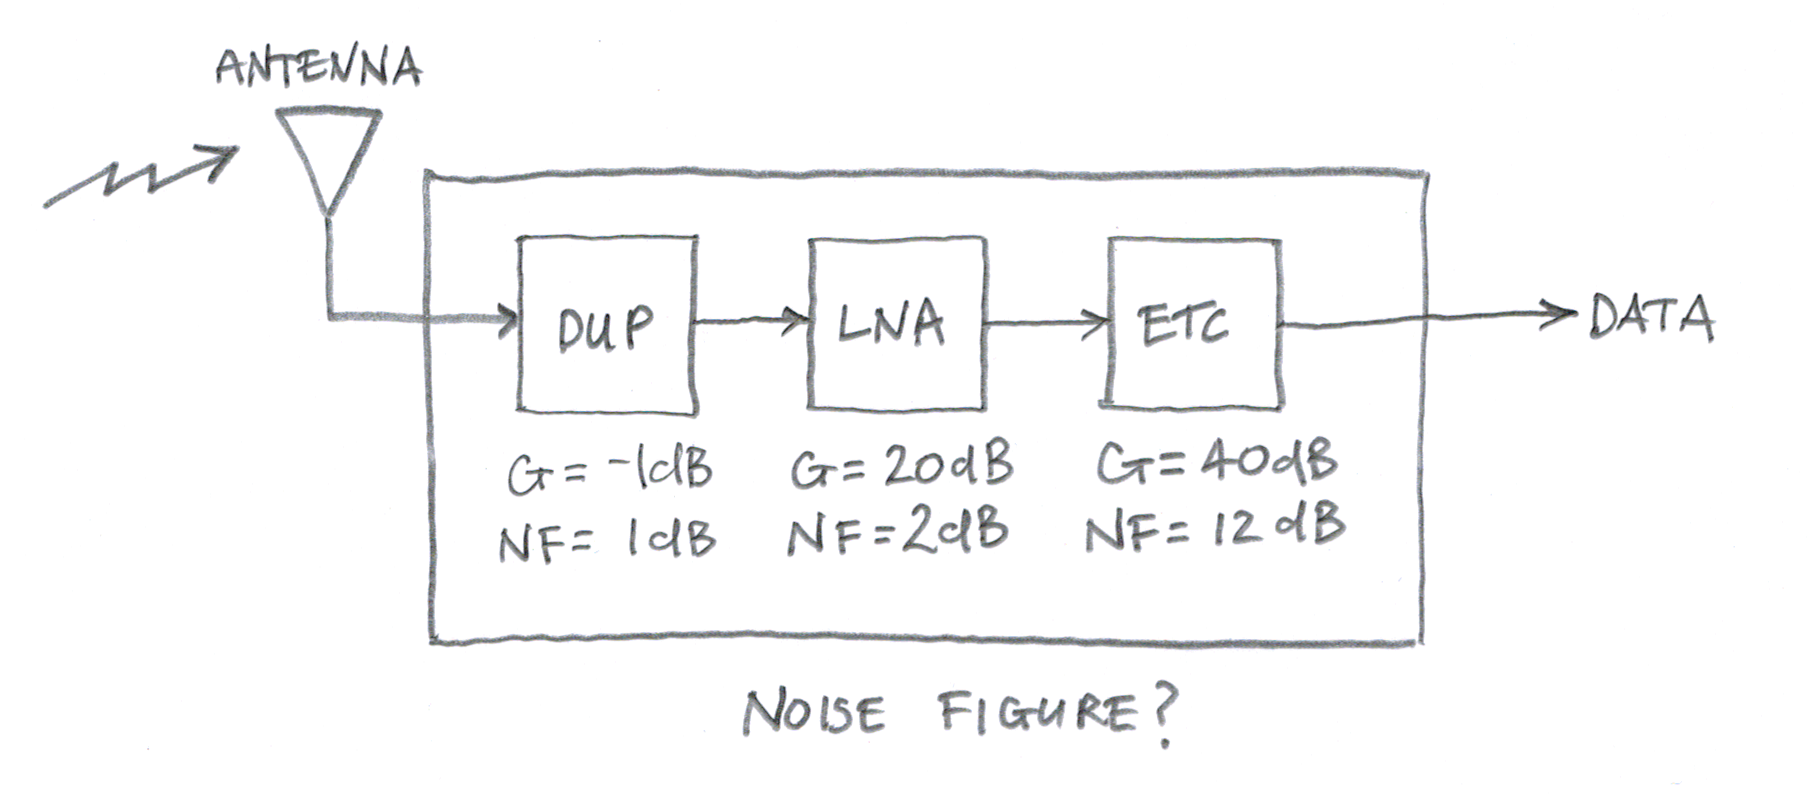 ANTENNA
DUP
LNA
ETC
DATA
G=-1dB
G=20dB
G=40dB
NF=1dB
NF=2dB
NF=12dB
NOISE FIGURE?